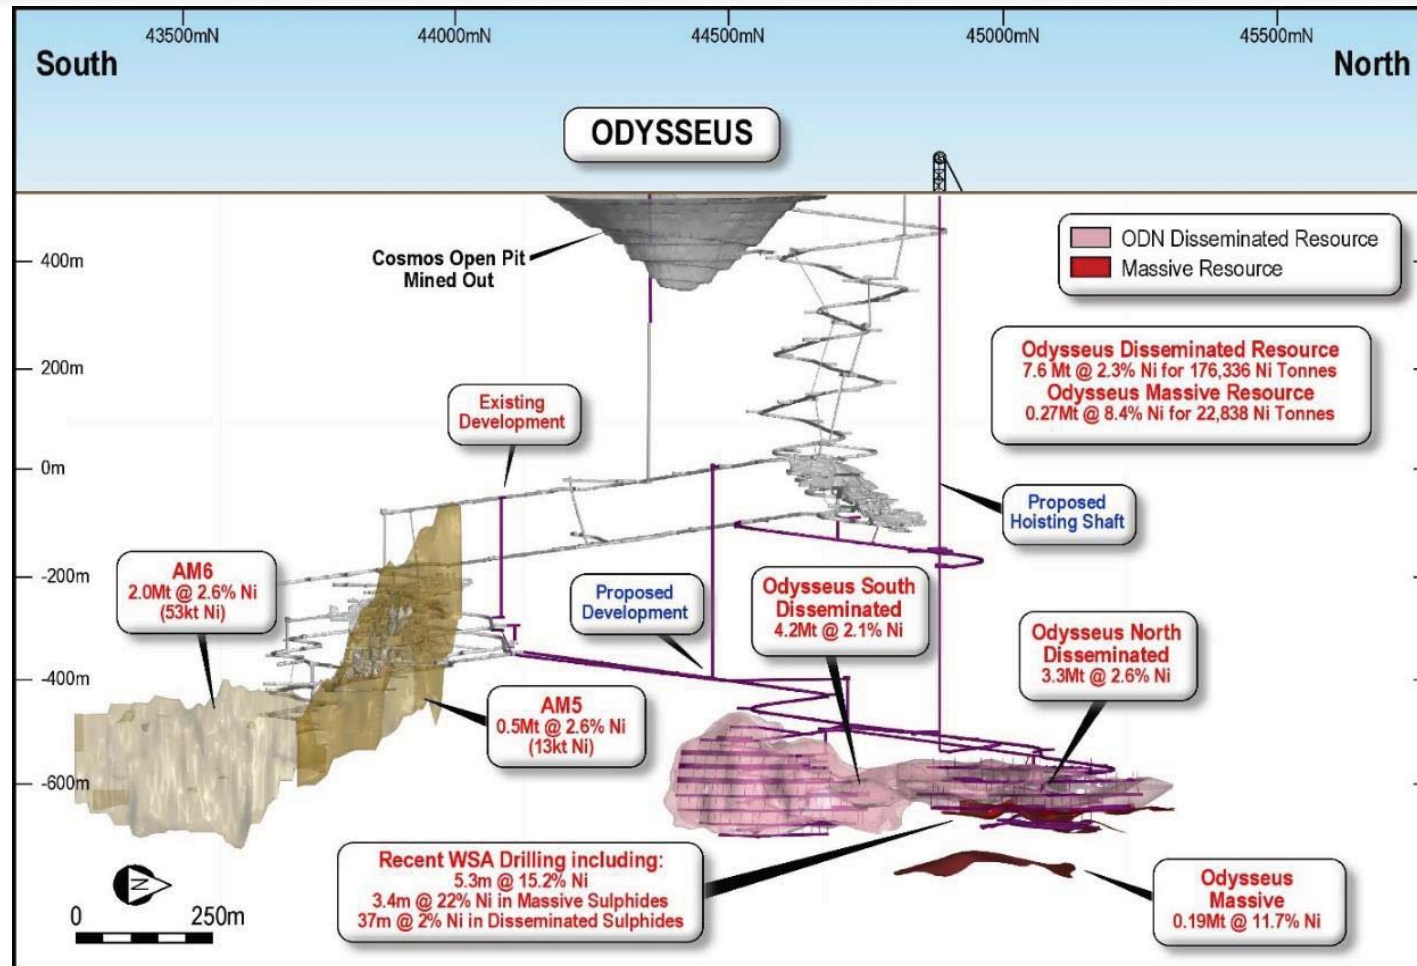 43500mN
44000mN
44500mN
45000mN
45500mN
South
North
ODYSSEUS
Cosmos Open Pit
Mined Out
ODN Disseminated Resource
Massive Resource
400m
200m
0m
-200m
-400m
-600m
Odysseus Disseminated Resource
7.6 Mt @ 2.3% Ni for 176,336 Ni Tonnes
Odysseus Massive Resource
0.27Mt @ 8.4% Ni for 22,838 Ni Tonnes
Existing
Development
Proposed
Hoisting Shaft
AM6
2.0Mt @ 2.6% Ni
(53kt Ni)
Proposed
Development
Odysseus South
Disseminated
4.2Mt @ 2.1% Ni
Odysseus North
Disseminated
3.3Mt @ 2.6% Ni
AM5
0.5Mt @ 2.6% Ni
(13kt Ni)
Recent WSA Drilling including:
5.3m @ 15.2% Ni
3.4m @ 22% Ni in Massive Sulphides
37m @ 2% Ni in Disseminated Sulphides
Odysseus
Massive
0.19Mt @ 11.7% Ni
N
0 250m